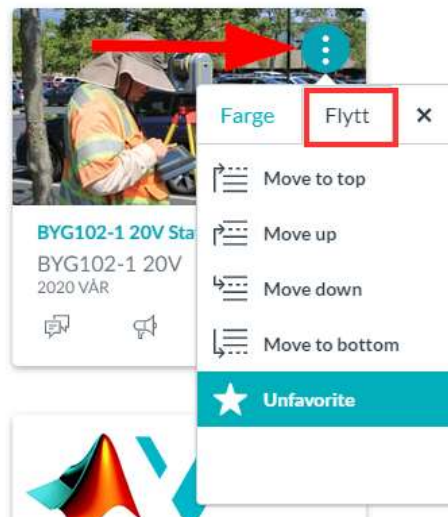 Farge Flytt ×
Move to top
BYG102-1 20V Sta
Move up
BYG102-1 20V
2020 VÅR
Move down
Move to bottom
Unfavorite